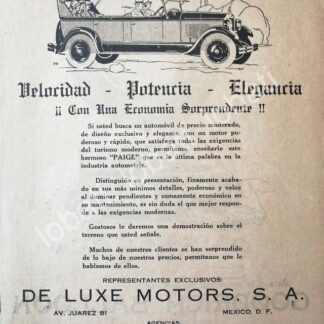 Velocidad - Potencia - Elegancia
¡¡ Con Una Economía Sorprendente !!
Si usted busca un automóvil de precio moderado,
de diseño exclusivo y elegante, con un motor po-
deroso y rápido, que satisfaga todas las exigencias
del turismo moderno, permítame, enseñarle este
hermoso "PAIGE" que es la última palabra en la
industria automotriz.
Distinguido en presentación, finamente acaba-
do en sus más mínimos detalles, poderoso y veloz
al dominar pendientes y sumamente económico en
su mantenimiento, es sin duda el que mejor respon-
de a las exigencias modernas.
Gustosos le daremos una demostración sobre el
terreno que usted señale.
Muchos de nuestros clientes se han sorprendido
de lo bajo de nuestros precios, permítanos que le
hablemos de ellos.
REPRESENTANTES EXCLUSIVOS:
DE LUXE MOTORS, S. A.
AV. JUAREZ 81 MEXICO, D. F.
AGENCIAS: